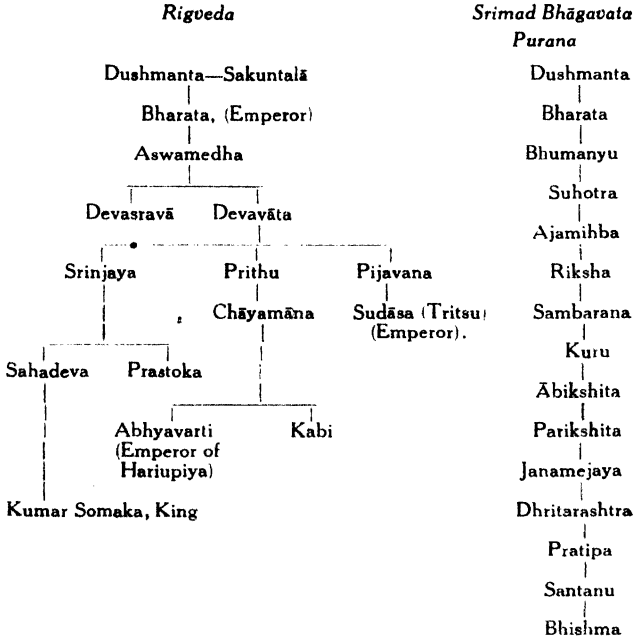 Rigveda
Dushmanta—Sakuntalā
Bharata, (Emperor)
Aswamedha
Devasravā Devavāta
Srinjaya Prithu Pijavana
Chāyamāna Sudāsa (Tritsu)
(Emperor).
Sahadeva Prastoka
Abhyavarti Kabi
(Emperor of
Hariupiya)
Kumar Somaka, King
Srimad Bhāgavata
Purana
Dushmanta
Bharata
Bhumanyu
Suhotra
Ajamihba
Riksha
Sambarana
Kuru
Ābikshita
Parikshita
Janamejaya
Dhritarashtra
Pratipa
Santanu
Bhishma